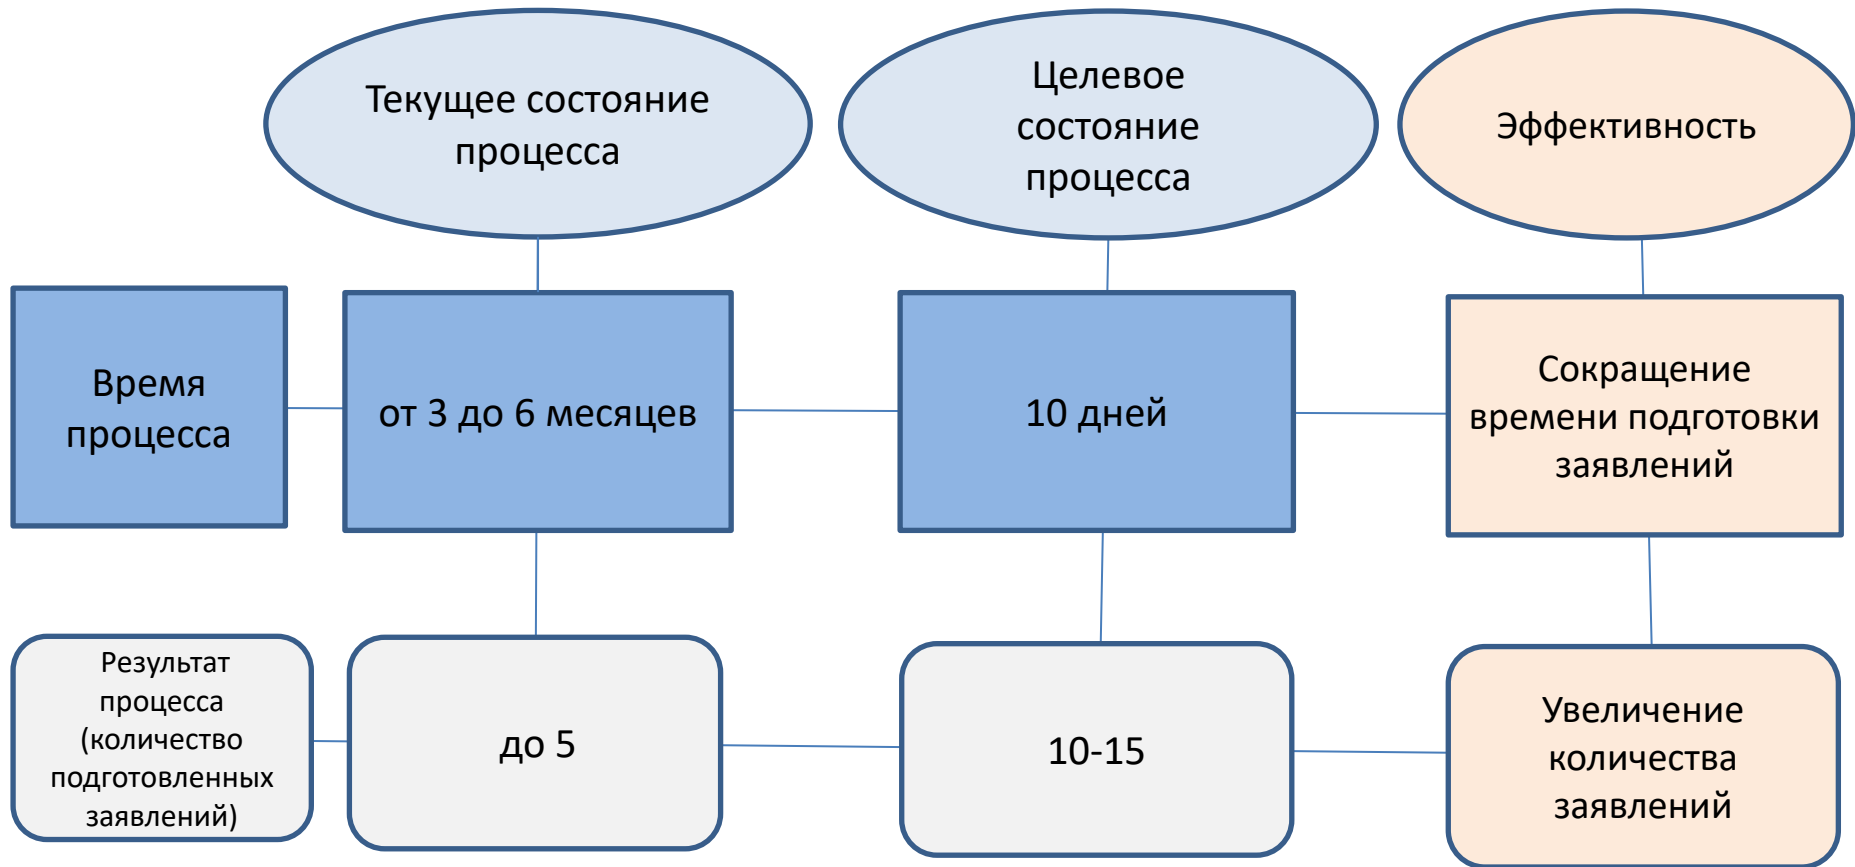 Текущее состояние
процесса
Целевое
состояние
процесса
Эффективность
Время
процесса
от 3 до 6 месяцев
10 дней
Сокращение
времени подготовки
заявлений
Результат
процесса
(количество
подготовленных
заявлений)
до 5
10-15
Увеличение
количества
заявлений